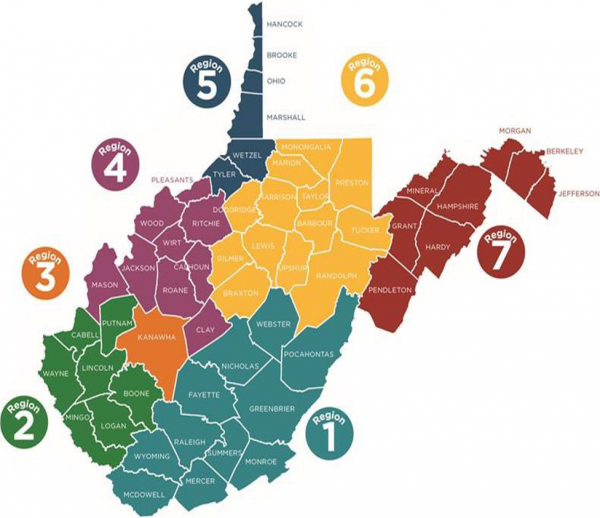 HANCOCK
BROOKE
OHIO
MARSHALL
Region
5
Region
6
MORGAN
BERKELEY
JEFFERSON
WETZEL
TYLER
MONONGALIA
MARION
PRESTON
HARRISON
TAYLOR
DODDRIDGE
BARBOUR
TUCKER
LEWIS
GILMER
UPSHUR
RANDOLPH
BRAXTON
MINERAL
HAMPSHIRE
GRANT
HARDY
PENDLETON
Region
7
Region
4
PLEASANTS
WOOD
RITCHIE
WIRT
JACKSON
CALHOUN
MASON
ROANE
CLAY
Region
3
KANAWHA
PUTNAM
CABELL
WAYNE
LINCOLN
BOONE
MINGO
LOGAN
Region
2
WEBSTER
POCAHONTAS
NICHOLAS
FAYETTE
GREENBRIER
RALEIGH
SUMMERS
WYOMING
MONROE
MERCER
MCDOWELL
Region
1